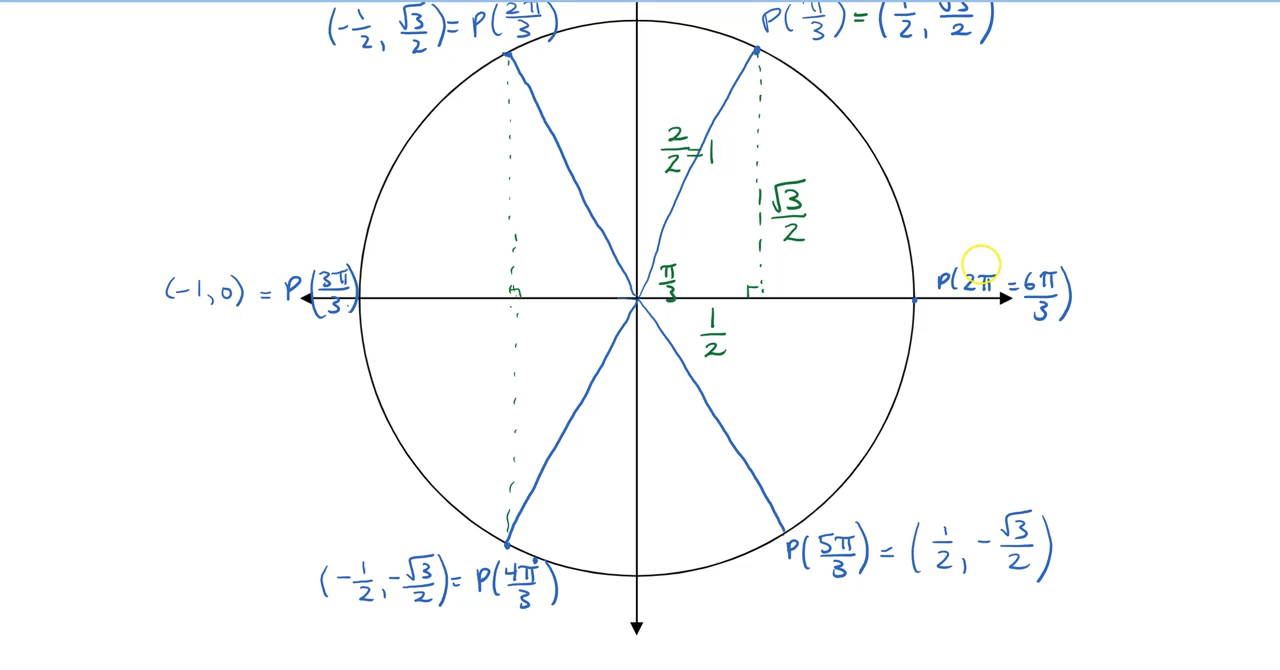 (-1/2, √3/2) = P(2π/3)
P(π/3) = (1/2, √3/2)
2/2 = 1
√3/2
(-1, 0) = P(3π/3)
π/3
P(2π = 6π/3)
1/2
(-1/2, -√3/2) = P(4π/3)
P(5π/3) = (1/2, -√3/2)